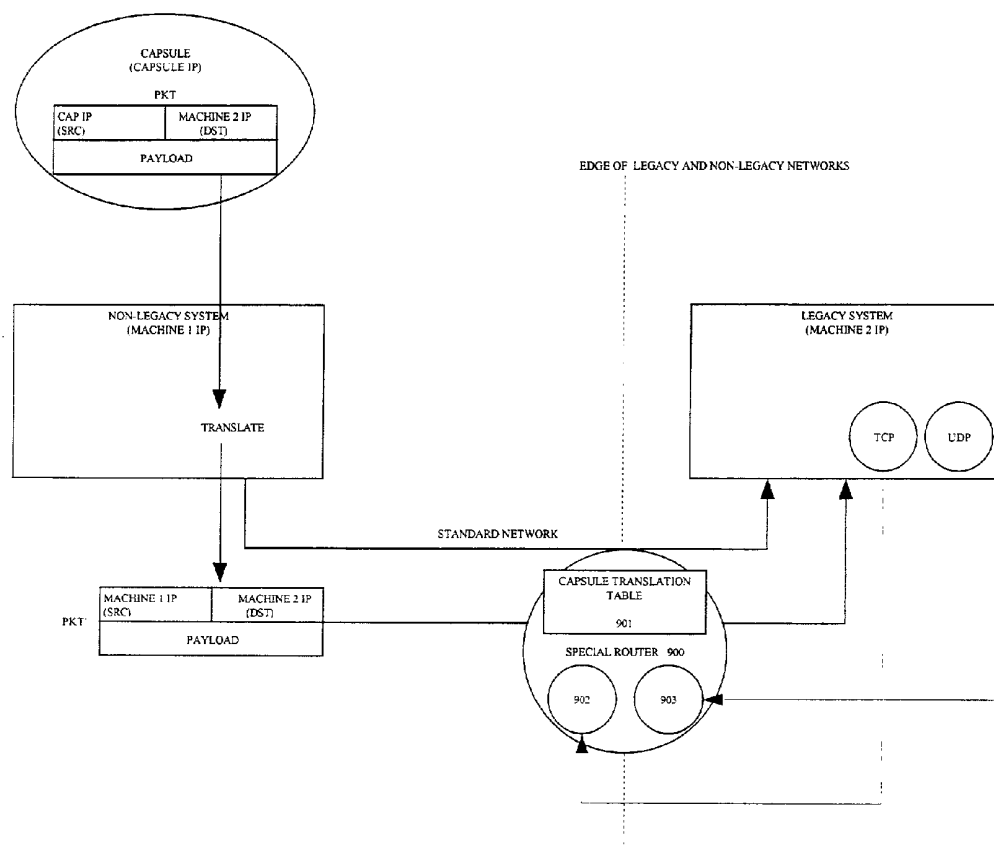 CAPSULE
(CAPSULE IP)
PKT
CAP IP
(SRC)
MACHINE 2 IP
(DST)
PAYLOAD
EDGE OF LEGACY AND NON-LEGACY NETWORKS
NON-LEGACY SYSTEM
(MACHINE 1 IP)
TRANSLATE
LEGACY SYSTEM
(MACHINE 2 IP)
TCP
UDP
STANDARD NETWORK
PKT'
MACHINE 1 IP
(SRC)
MACHINE 2 IP
(DST)
PAYLOAD
CAPSULE TRANSLATION
TABLE
901
SPECIAL ROUTER 900
902
903